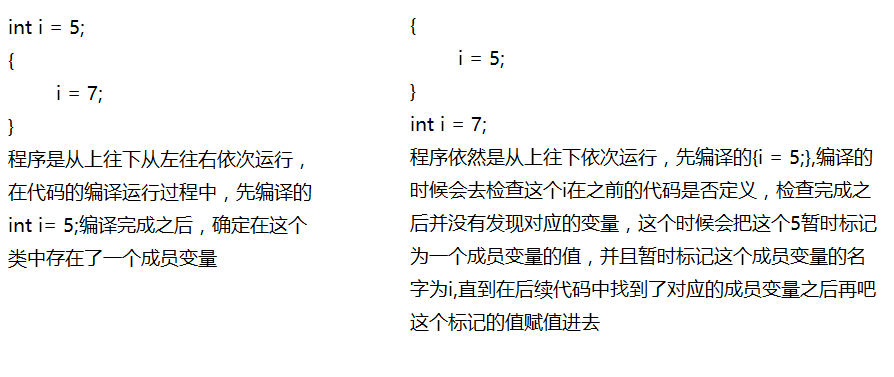 int i = 5;
{
i = 7;
}
程序是从上往下从左往右依次运行，
在代码的编译运行过程中，先编译的
int i= 5;编译完成之后，确定在这个
类中存在了一个成员变量
{
i = 5;
}
int i = 7;
程序依然是从上往下依次运行，先编译的{i = 5;},编译的
时候会去检查这个i在之前的代码是否定义，检查完成之
后并没有发现对应的变量，这个时候会把这个5暂时标记
为一个成员变量的值，并且暂时标记这个成员变量的名
字为i,直到在后续代码中找到了对应的成员变量之后再吧
这个标记的值赋值进去